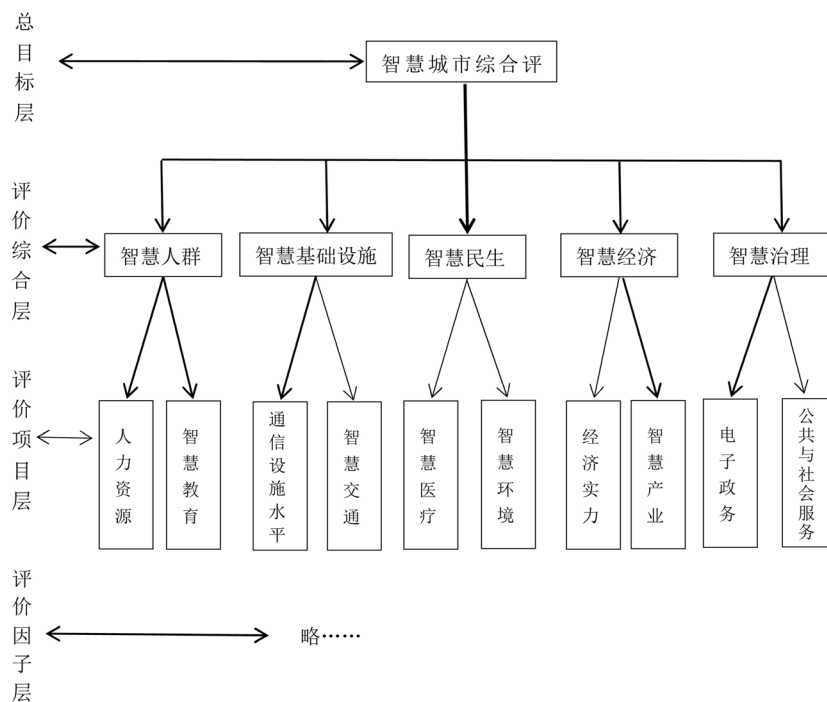 总目标层
智慧城市综合评
评价综合层
智慧人群
智慧基础设施
智慧民生
智慧经济
智慧治理
评价项目层
人力资源
智慧教育
通信设施水平
智慧交通
智慧医疗
智慧环境
经济实力
智慧产业
电子政务
公共与社会服务
评价因子层
略……